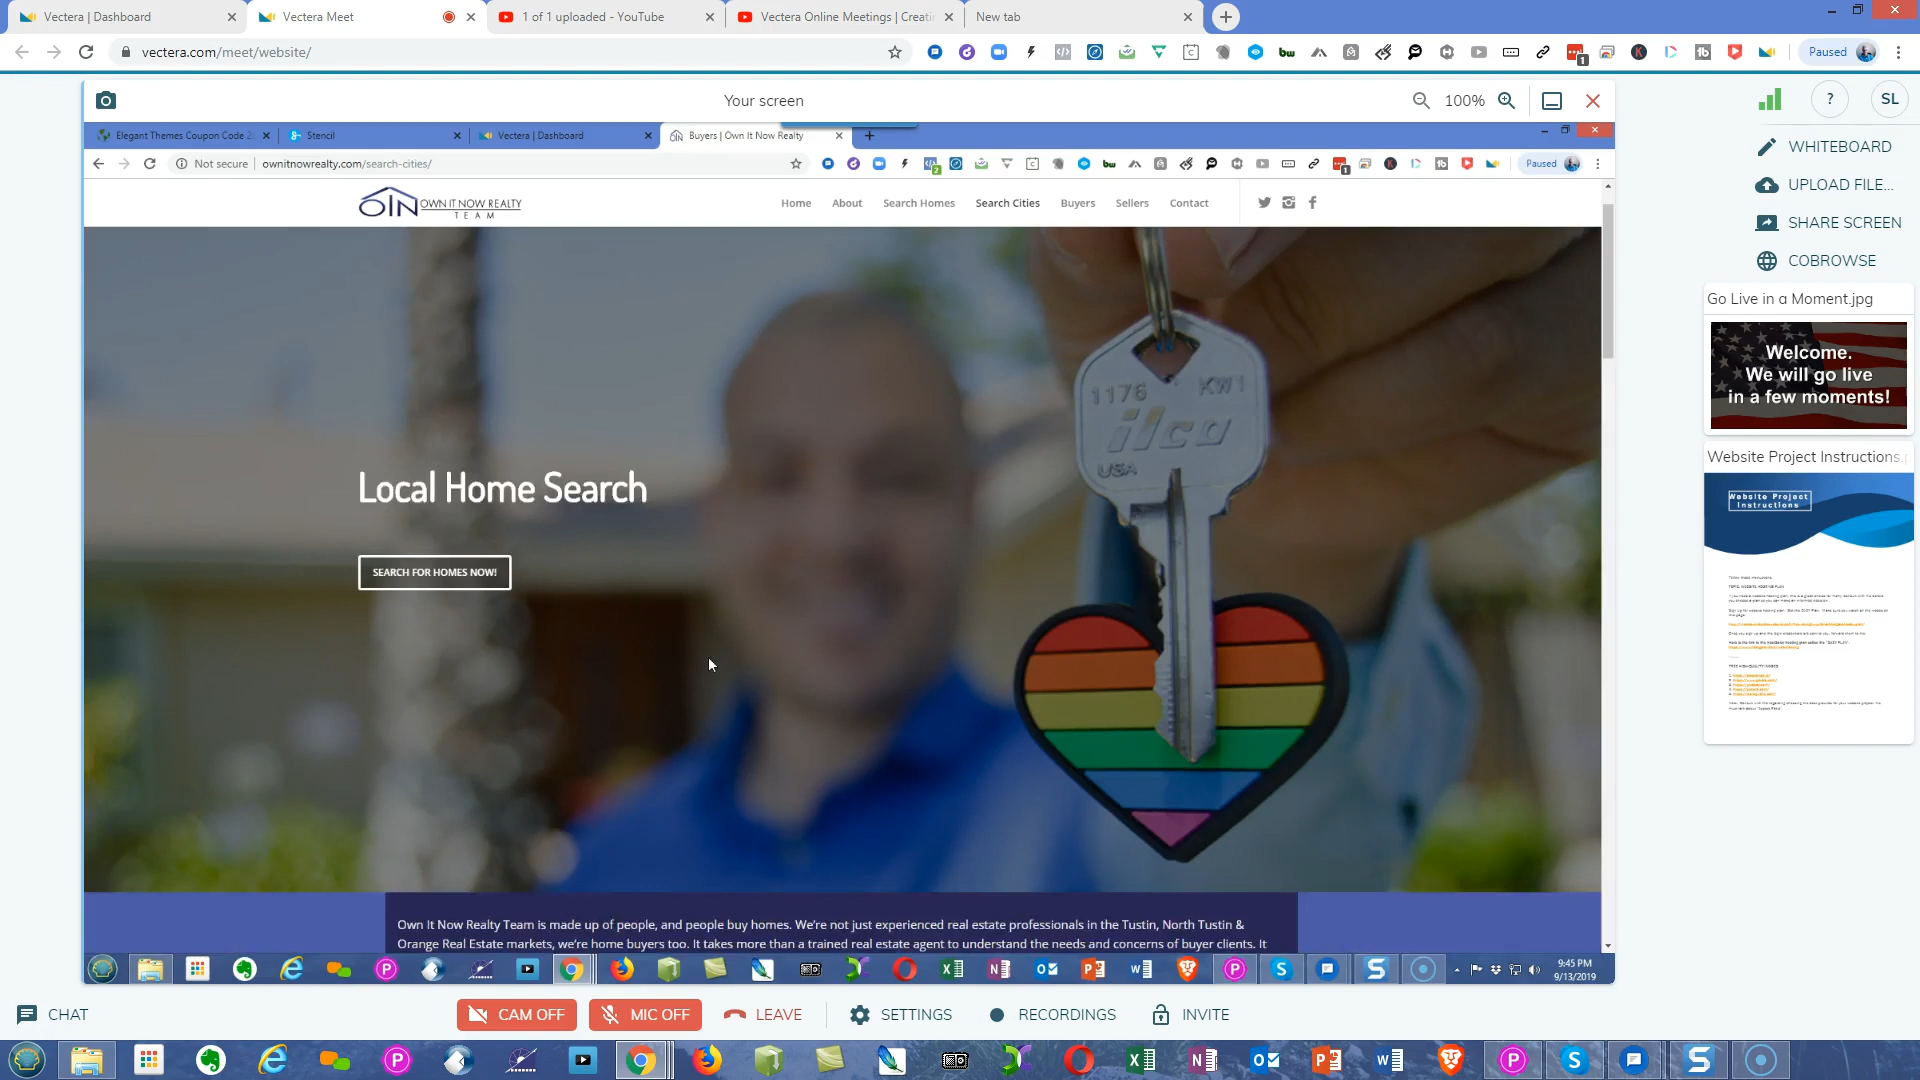 Vectera | Dashboard
Vectera Meet
1 of 1 uploaded - YouTube
Vectera Online Meetings | Creati
New tab
vectera.com/meet/website/
Paused
Your screen
100%
?
SL
Elegant Themes Coupon Code 2
Stencil
Vectera | Dashboard
Buyers | Own It Now Realty
Not secure
ownitnowrealty.com/search-cities/
Paused
OIN OWN IT NOW REALTY
TEAM
Home
About
Search Homes
Search Cities
Buyers
Sellers
Contact
WHITEBOARD
UPLOAD FILE...
SHARE SCREEN
COBROWSE
Go Live in a Moment.jpg
Welcome.
We will go live
in a few moments!
Website Project Instructions.
Website Project
Instructions
1176 KW1
ilco
USA
Local Home Search
SEARCH FOR HOMES NOW!
Own It Now Realty Team is made up of people, and people buy homes. We're not just experienced real estate professionals in the Tustin, North Tustin &
Orange Real Estate markets, we're home buyers too. It takes more than a trained real estate agent to understand the needs and concerns of buyer clients. It
9:45 PM
9/13/2019
CHAT
CAM OFF
MIC OFF
LEAVE
SETTINGS
RECORDINGS
INVITE